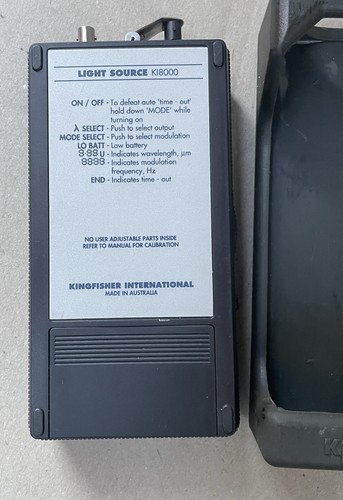 LIGHT SOURCE KI8000
ON / OFF - To defeat auto 'time - out'
hold down 'MODE' while
turning on
λ SELECT - Push to select output
MODE SELECT - Push to select modulation
LO BATT - Low battery
9.99 U - Indicates wavelength, μm
9999 - Indicates modulation
frequency, Hz
END - Indicates time - out
NO USER ADJUSTABLE PARTS INSIDE
REFER TO MANUAL FOR CALIBRATION
KINGFISHER INTERNATIONAL
MADE IN AUSTRALIA